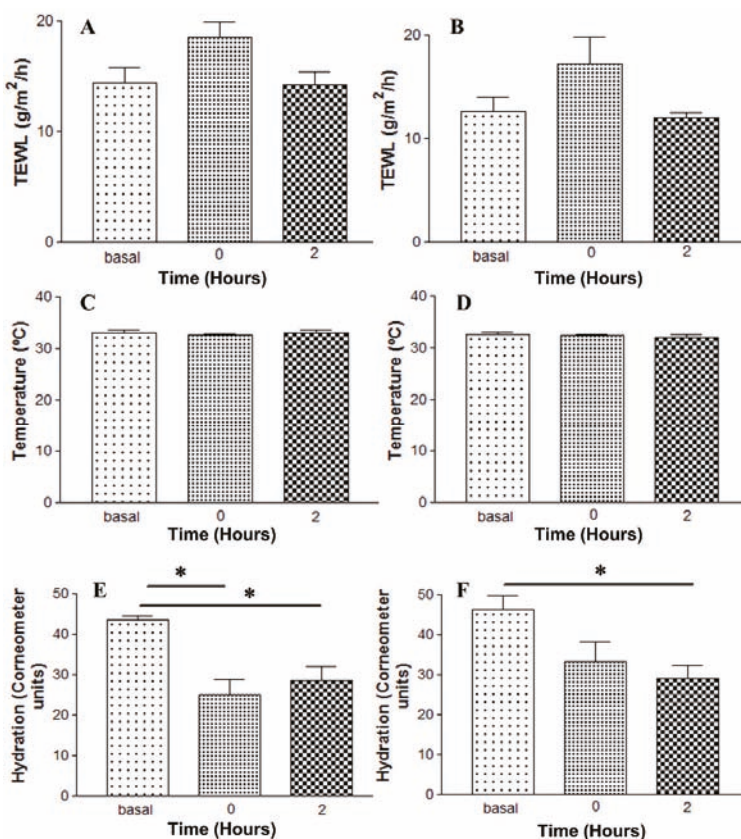 A
TEWL (g/m²/h)
20
10
0
basal
0
2
Time (Hours)
B
TEWL (g/m²/h)
20
10
0
basal
0
2
Time (Hours)
C
Temperature (ºC)
40
30
20
10
0
basal
0
2
Time (Hours)
D
Temperature (ºC)
40
30
20
10
0
basal
0
2
Time (Hours)
E
Hydration (Corneometer
units)
50
40
30
20
10
0
*
*
basal
0
2
Time (Hours)
F
Hydration (Corneometer
units)
50
40
30
20
10
0
*
basal
0
2
Time (Hours)